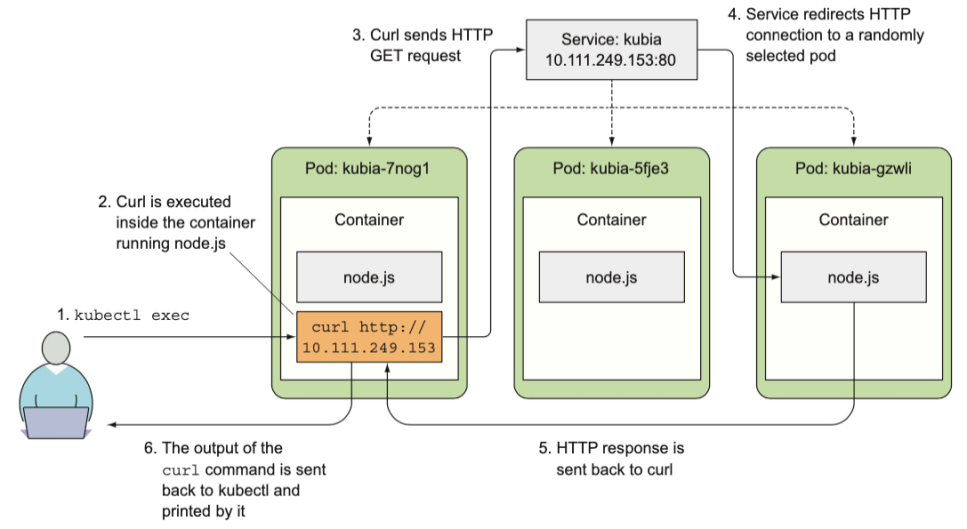 3. Curl sends HTTP
GET request
Service: kubia
10.111.249.153:80
4. Service redirects HTTP
connection to a randomly
selected pod
Pod: kubia-7nog1
Pod: kubia-5fje3
Pod: kubia-gzwli
2. Curl is executed
inside the container
running node.js
Container
Container
Container
node.js
node.js
node.js
1. kubectl exec
curl http://
10.111.249.153
6. The output of the
curl command is sent
back to kubectl and
printed by it
5. HTTP response is
sent back to curl